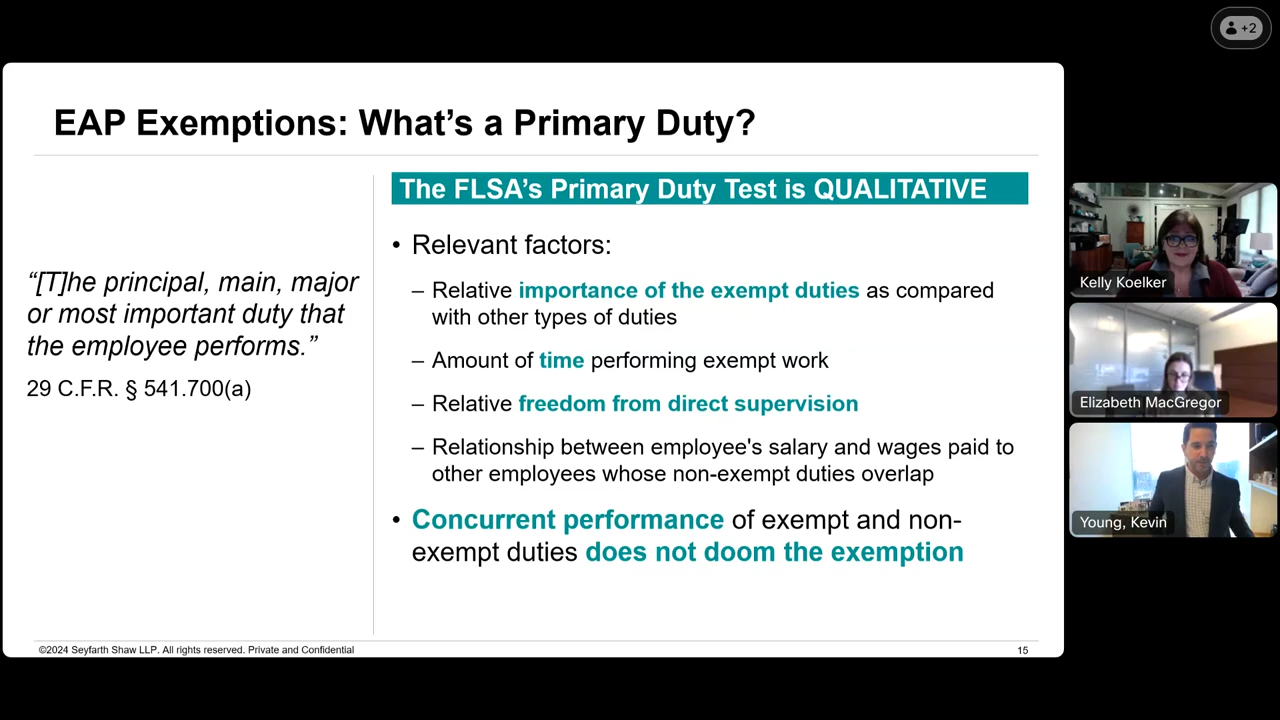 +2
EAP Exemptions: What’s a Primary Duty?
The FLSA’s Primary Duty Test is QUALITATIVE
“[T]he principal, main, major
or most important duty that
the employee performs.”
29 C.F.R. § 541.700(a)
• Relevant factors:
– Relative importance of the exempt duties as compared
with other types of duties
– Amount of time performing exempt work
– Relative freedom from direct supervision
– Relationship between employee's salary and wages paid to
other employees whose non-exempt duties overlap
• Concurrent performance of exempt and non-
exempt duties does not doom the exemption
©2024 Seyfarth Shaw LLP. All rights reserved. Private and Confidential
15
Kelly Koelker
Elizabeth MacGregor
Young, Kevin